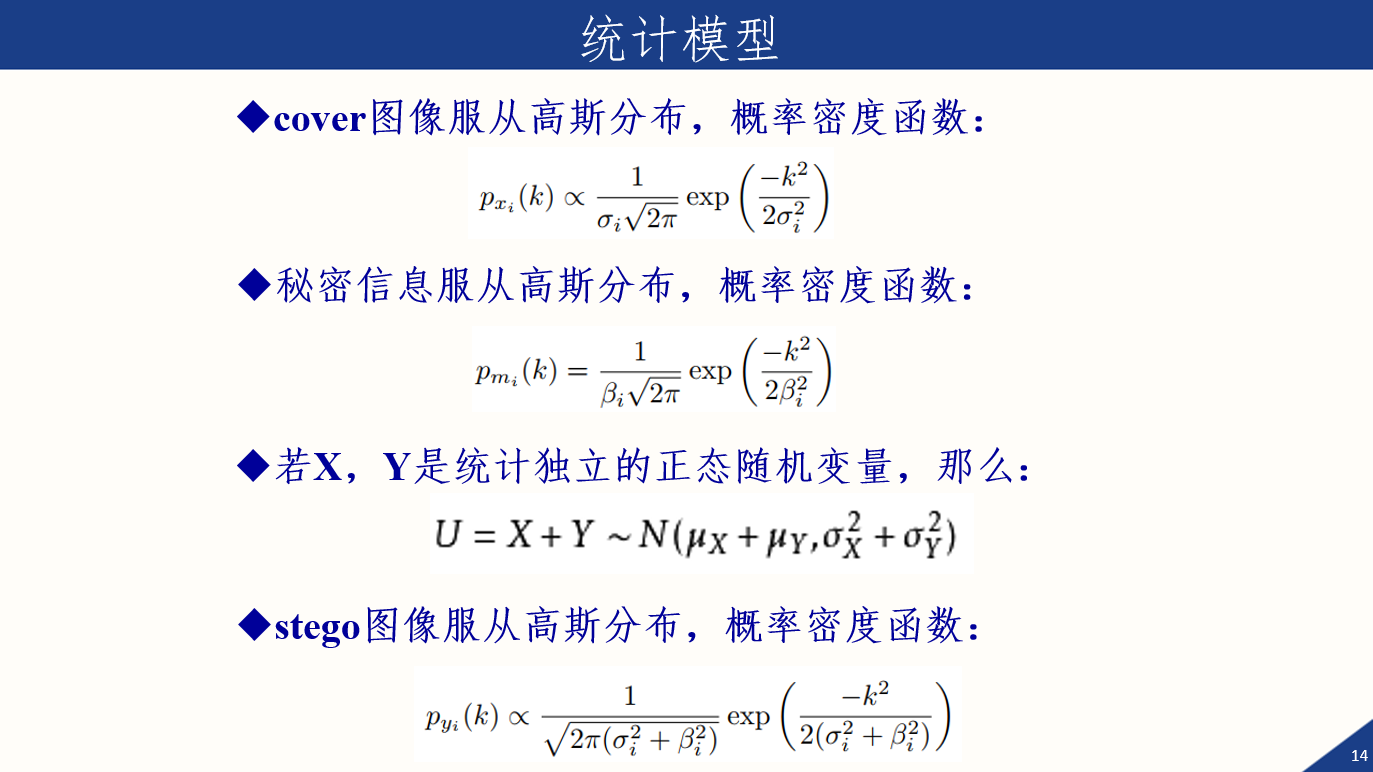 统计模型
◆cover图像服从高斯分布，概率密度函数：
$p_{x_i}(k) \propto \frac{1}{\sigma_i\sqrt{2\pi}} \exp\left(\frac{-k^2}{2\sigma_i^2}\right)$
◆秘密信息服从高斯分布，概率密度函数：
$p_{m_i}(k) = \frac{1}{\beta_i\sqrt{2\pi}} \exp\left(\frac{-k^2}{2\beta_i^2}\right)$
◆若X，Y是统计独立的正态随机变量，那么：
$U = X + Y \sim N(\mu_X + \mu_Y, \sigma_X^2 + \sigma_Y^2)$
◆stego图像服从高斯分布，概率密度函数：
$p_{y_i}(k) \propto \frac{1}{\sqrt{2\pi(\sigma_i^2 + \beta_i^2)}} \exp\left(\frac{-k^2}{2(\sigma_i^2 + \beta_i^2)}\right)$
14